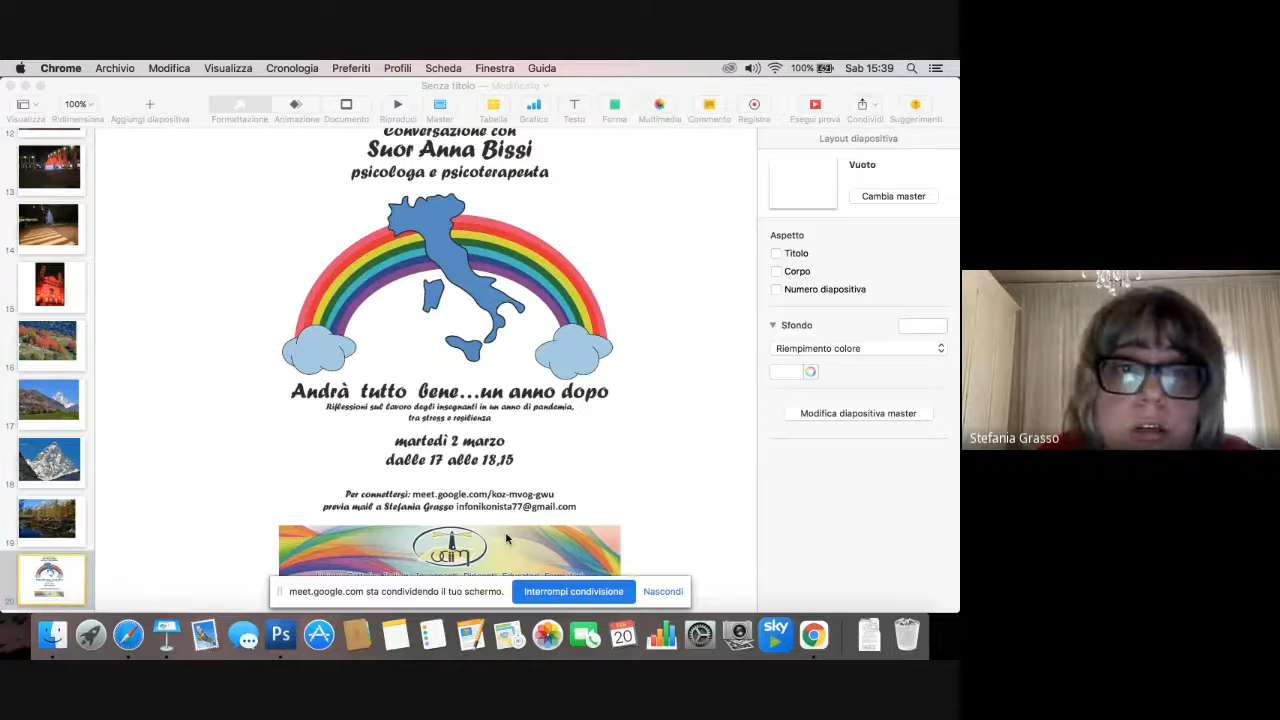 Chrome Archivio Modifica Visualizza Cronologia Preferiti Profili Scheda Finestra Guida 100% Sab 15:39
Senza titolo — Modificato
100%
Visualizza Ridimensiona Aggiungi diapositiva Formattazione Animazione Documento Riproduci Master Tabella Grafico Testo Forma Multimedia Commento Registra Esegui prova Condividi Suggerimenti
12
13
14
15
16
17
18
19
20
Conversazione con
Suor Anna Bissi
psicologa e psicoterapeuta
Andrà tutto bene...un anno dopo
Riflessioni sul lavoro degli insegnanti in un anno di pandemia,
tra stress e resilienza
martedì 2 marzo
dalle 17 alle 18,15
Per connettersi: meet.google.com/koz-mvog-gwu
previa mail a Stefania Grasso infonikonista77@gmail.com
meet.google.com sta condividendo il tuo schermo. Interrompi condivisione Nascondi
Layout diapositiva
Vuoto
Cambia master
Aspetto
Titolo
Corpo
Numero diapositiva
Sfondo
Riempimento colore
Modifica diapositiva master
Stefania Grasso
Ps
FEB
20
sky